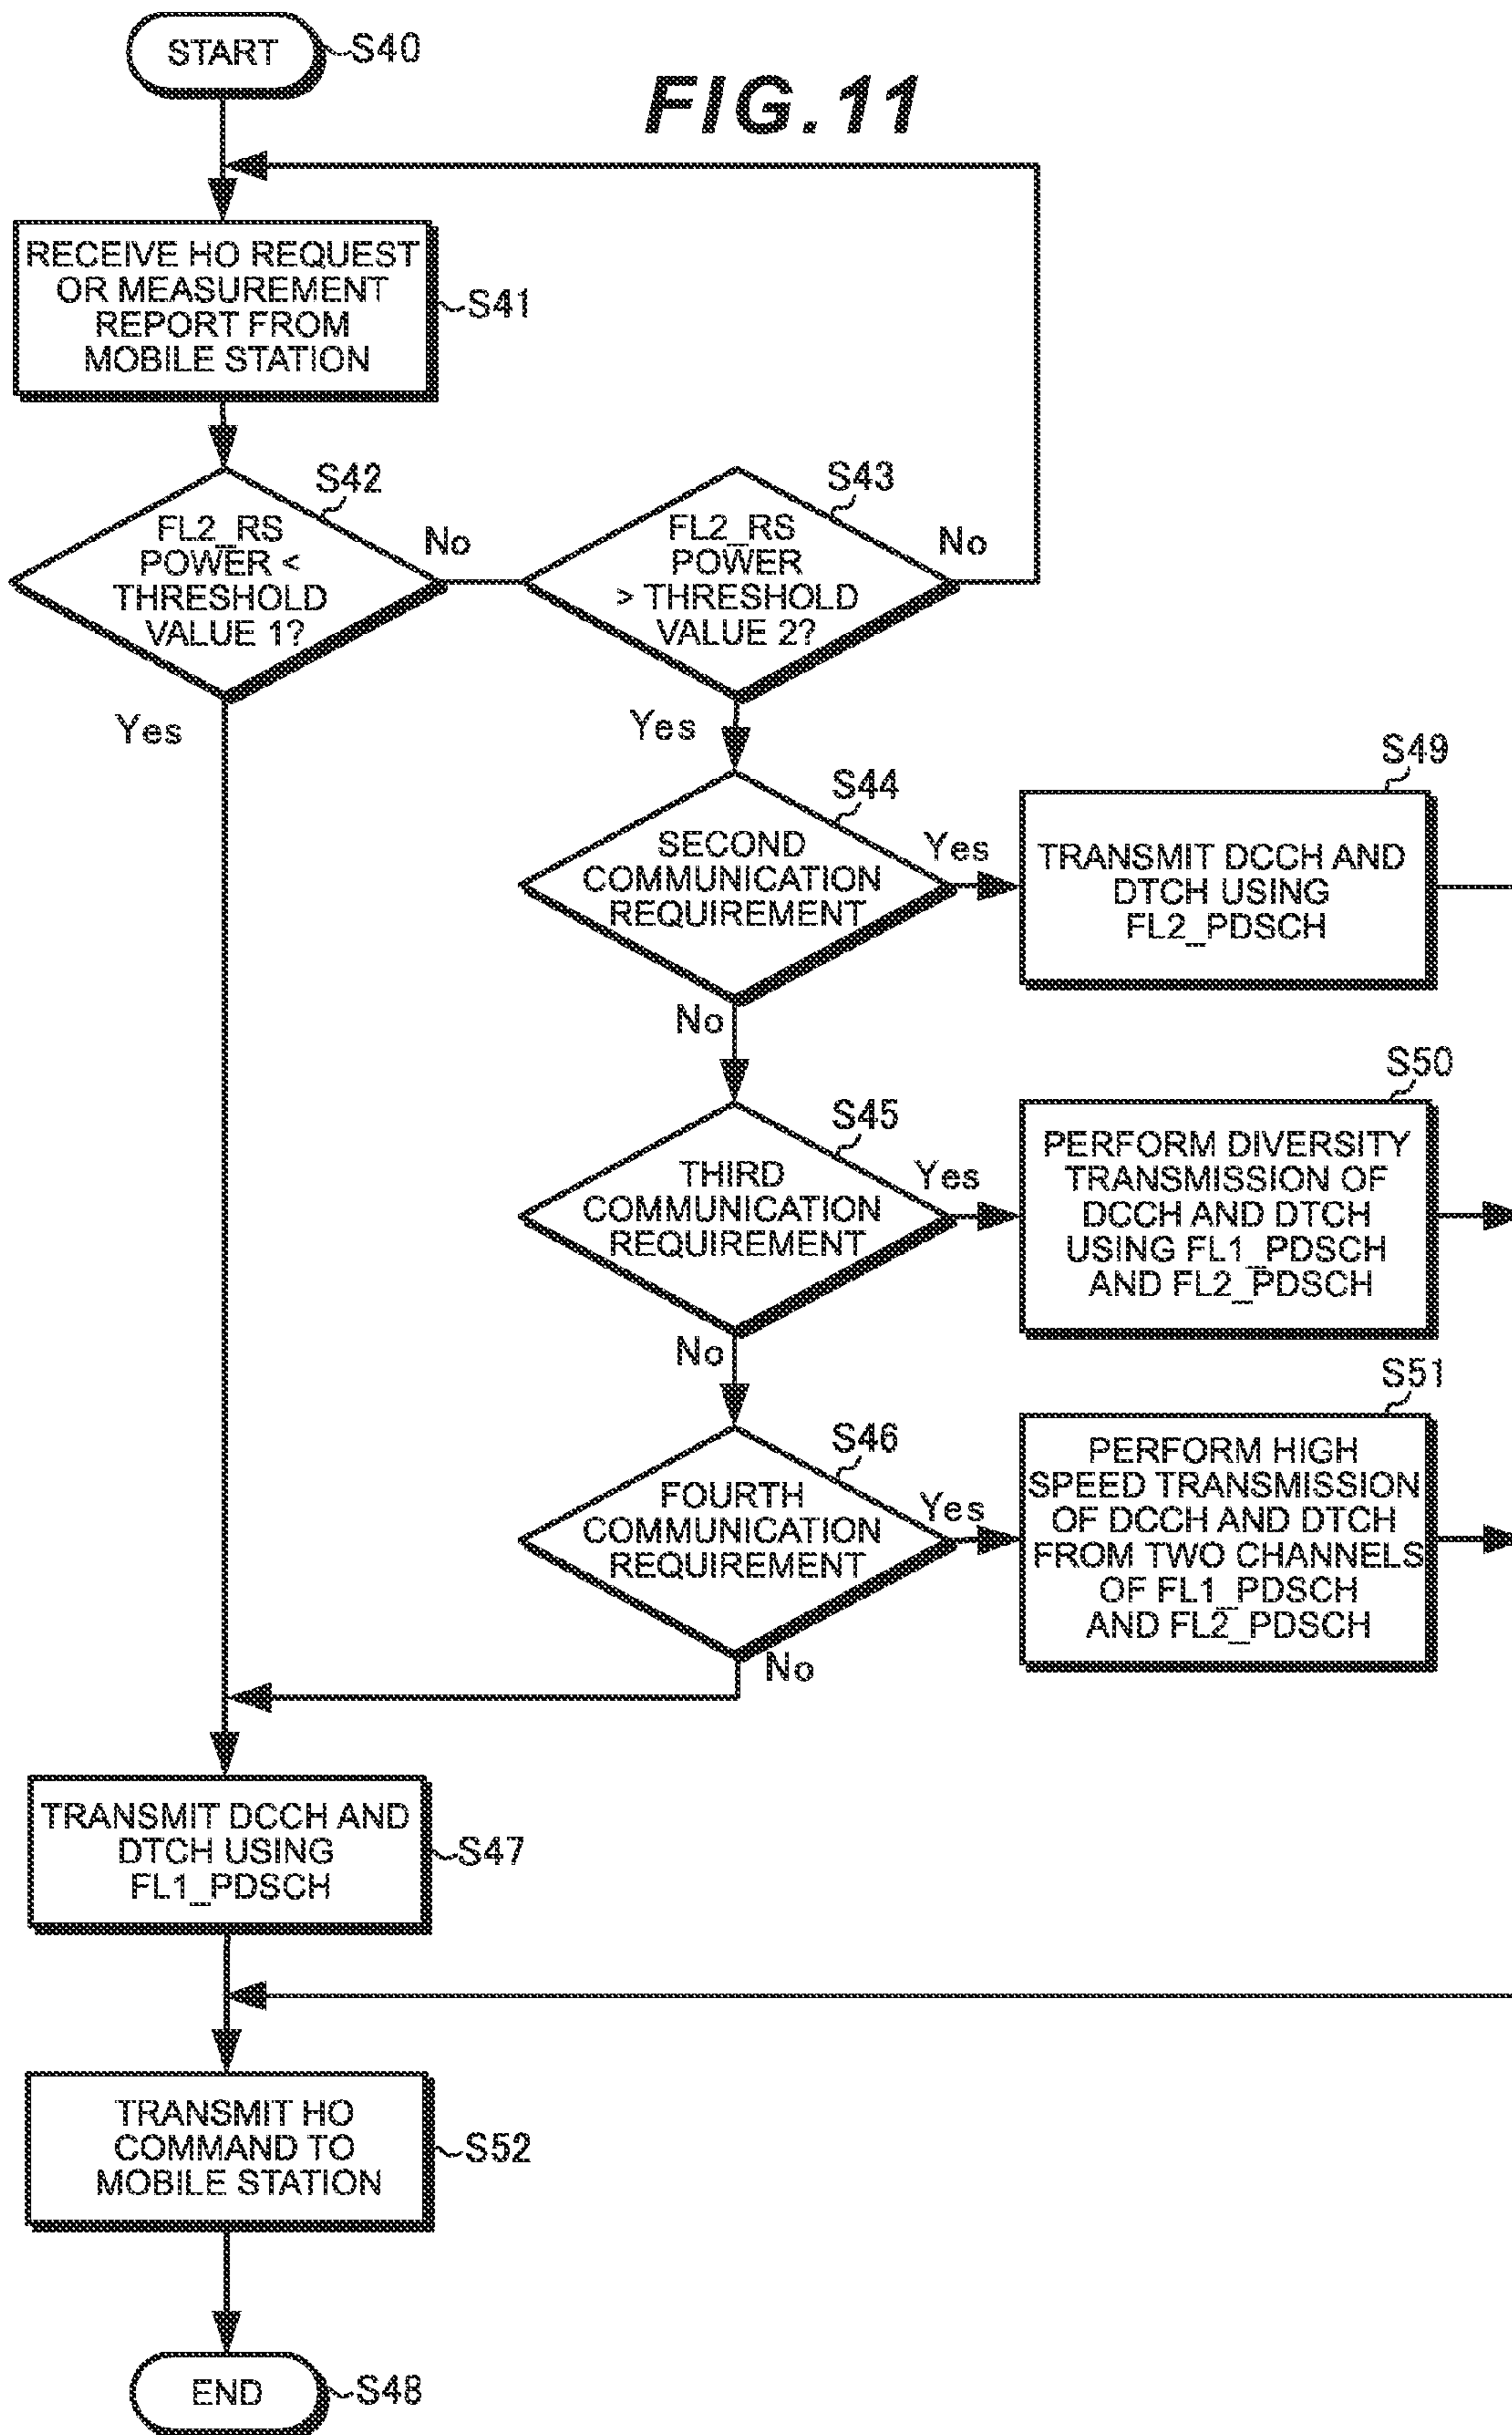 START
S40
FIG.11
RECEIVE HO REQUEST
OR MEASUREMENT
REPORT FROM
MOBILE STATION
S41
S42
FL2_RS
POWER <
THRESHOLD
VALUE 1?
No
Yes
S43
FL2_RS
POWER
> THRESHOLD
VALUE 2?
No
Yes
S44
SECOND
COMMUNICATION
REQUIREMENT
Yes
No
S49
TRANSMIT DCCH AND
DTCH USING
FL2_PDSCH
S45
THIRD
COMMUNICATION
REQUIREMENT
Yes
No
S50
PERFORM DIVERSITY
TRANSMISSION OF
DCCH AND DTCH
USING FL1_PDSCH
AND FL2_PDSCH
S46
FOURTH
COMMUNICATION
REQUIREMENT
Yes
No
S51
PERFORM HIGH
SPEED TRANSMISSION
OF DCCH AND DTCH
FROM TWO CHANNELS
OF FL1_PDSCH
AND FL2_PDSCH
TRANSMIT DCCH AND
DTCH USING
FL1_PDSCH
S47
TRANSMIT HO
COMMAND TO
MOBILE STATION
S52
END
S48